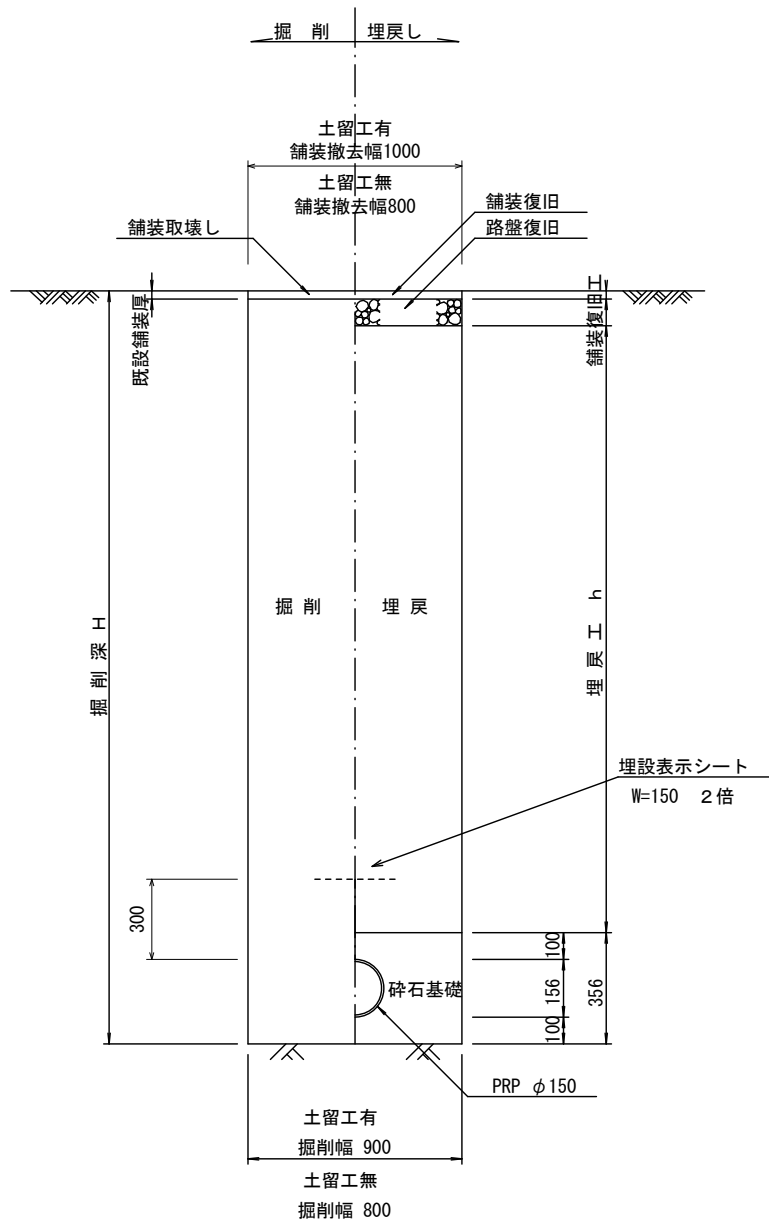 掘 削 埋戻し
土留工有
舗装撤去幅1000
土留工無
舗装撤去幅800
舗装取壊し
舗装復旧
路盤復旧
既設舗装厚
舗装復旧工
掘削深 H
掘 削
埋 戻
埋戻工 h
埋設表示シート
W=150 2倍
300
100
156
100
356
砕石基礎
PRP φ150
土留工有
掘削幅 900
土留工無
掘削幅 800